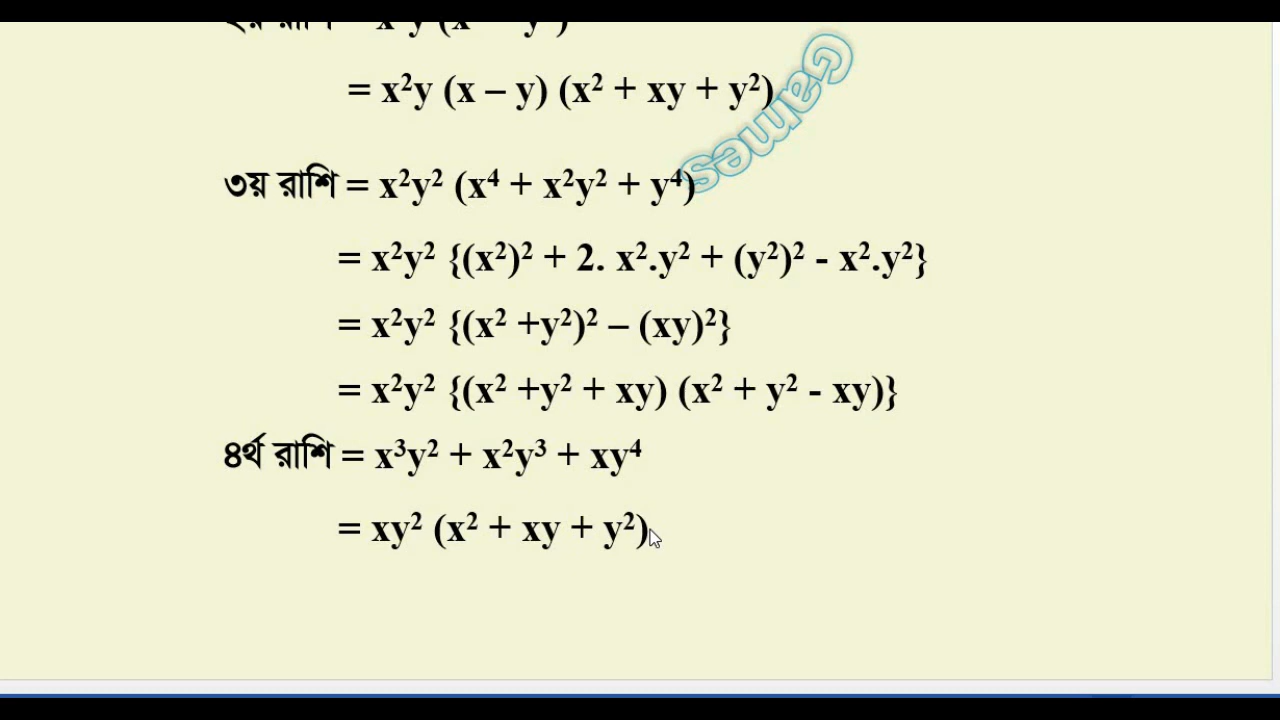 = x²y (x – y) (x² + xy + y²)
Games
৩য় রাশি = x²y² (x⁴ + x²y² + y⁴)
= x²y² {(x²)² + 2. x².y² + (y²)² - x².y²}
= x²y² {(x² +y²)² – (xy)²}
= x²y² {(x² +y² + xy) (x² + y² - xy)}
৪র্থ রাশি = x³y² + x²y³ + xy⁴
= xy² (x² + xy + y²)